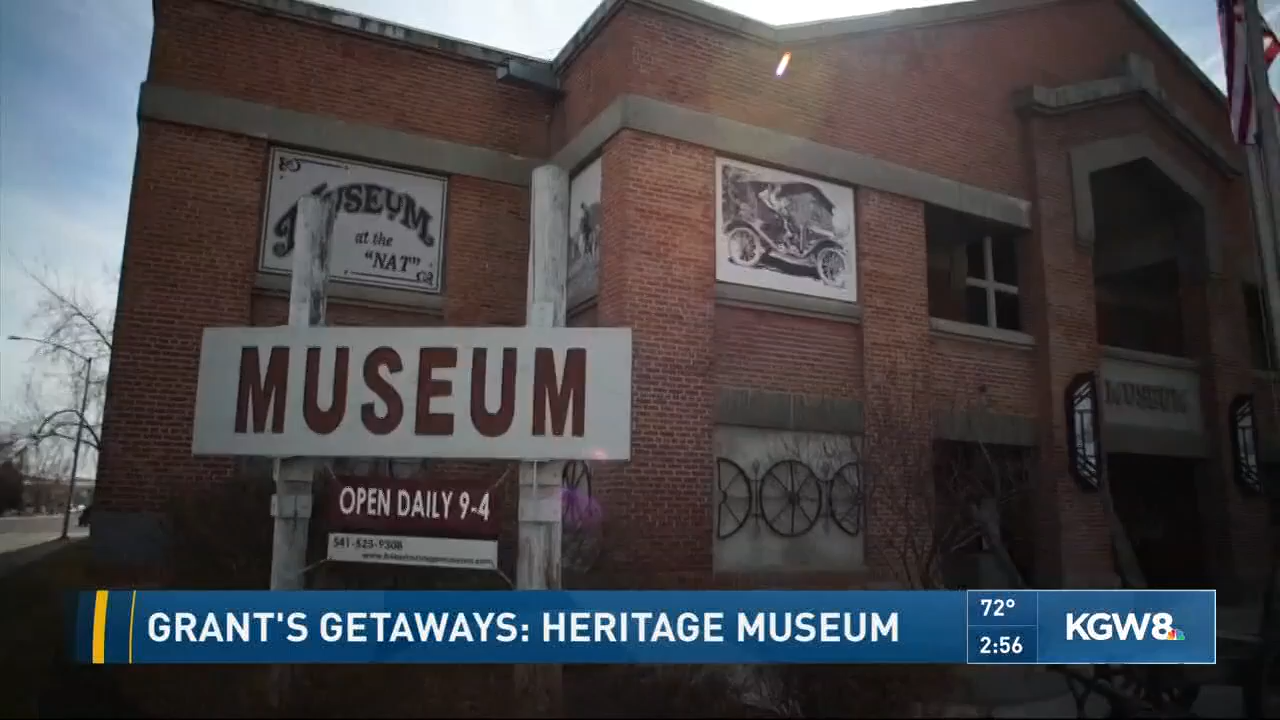 MUSEUM
at the
"NAT"
MUSEUM
MUSEUM
OPEN DAILY 9-4
541-523-9308
GRANT'S GETAWAYS: HERITAGE MUSEUM
72°
2:56
KGW8